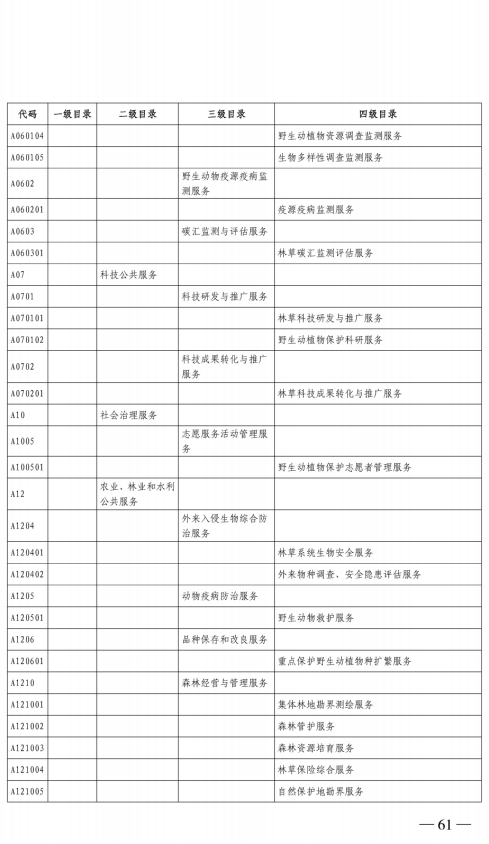 代码 一级目录 二级目录 三级目录 四级目录
A060104 野生动植物资源调查监测服务
A060105 生物多样性调查监测服务
A0602 野生动物疫源疫病监
测服务
A060201 疫源疫病监测服务
A0603 碳汇监测与评估服务
A060301 林草碳汇监测评估服务
A07 科技公共服务
A0701 科技研发与推广服务
A070101 林草科技研发与推广服务
A070102 野生动植物保护科研服务
A0702 科技成果转化与推广
服务
A070201 林草科技成果转化与推广服务
A10 社会治理服务
A1005 志愿服务活动管理服
务
A100501 野生动植物保护志愿者管理服务
A12 农业、林业和水利
公共服务
A1204 外来入侵生物综合防
治服务
A120401 林草系统生物安全服务
A120402 外来物种调查、安全隐患评估服务
A1205 动物疫病防治服务
A120501 野生动物救护服务
A1206 品种保存和改良服务
A120601 重点保护野生动植物种扩繁服务
A1210 森林经营与管理服务
A121001 集体林地勘界测绘服务
A121002 森林管护服务
A121003 森林资源培育服务
A121004 林草保险综合服务
A121005 自然保护地勘界服务
— 61 —